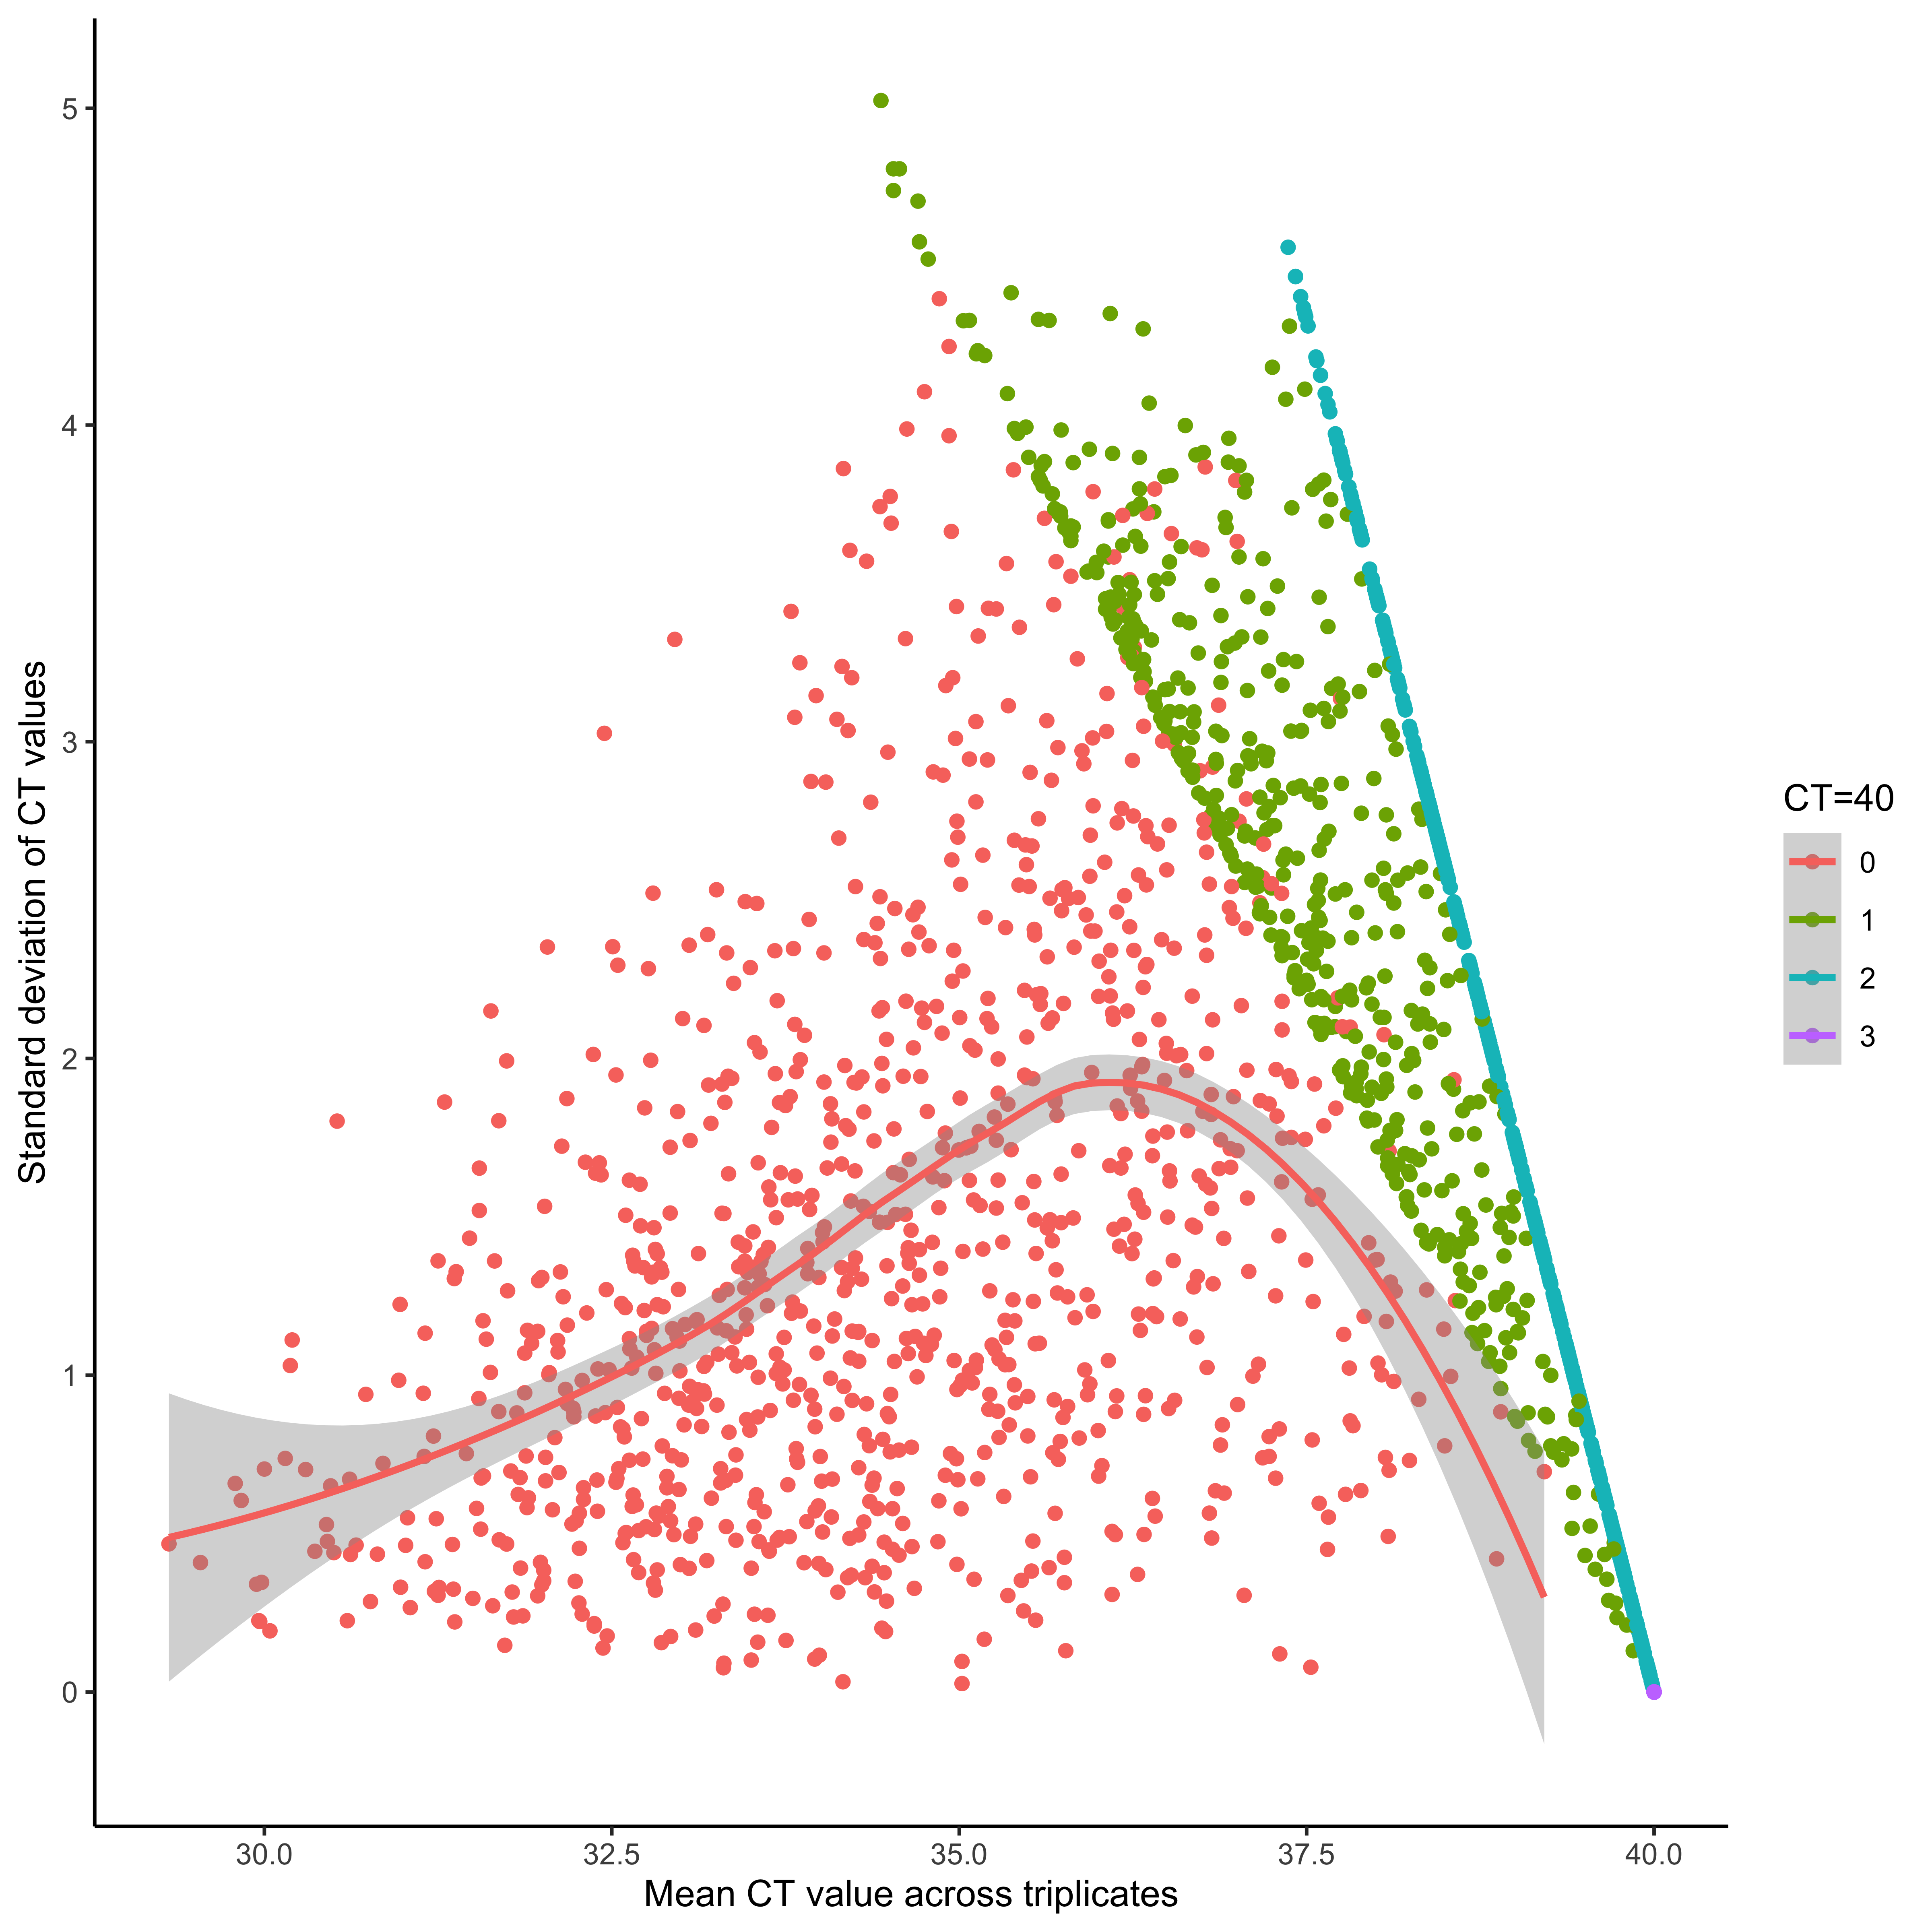 Standard deviation of CT values
5
4
3
2
1
0
30.0 32.5 35.0 37.5 40.0
Mean CT value across triplicates
CT=40
0
1
2
3